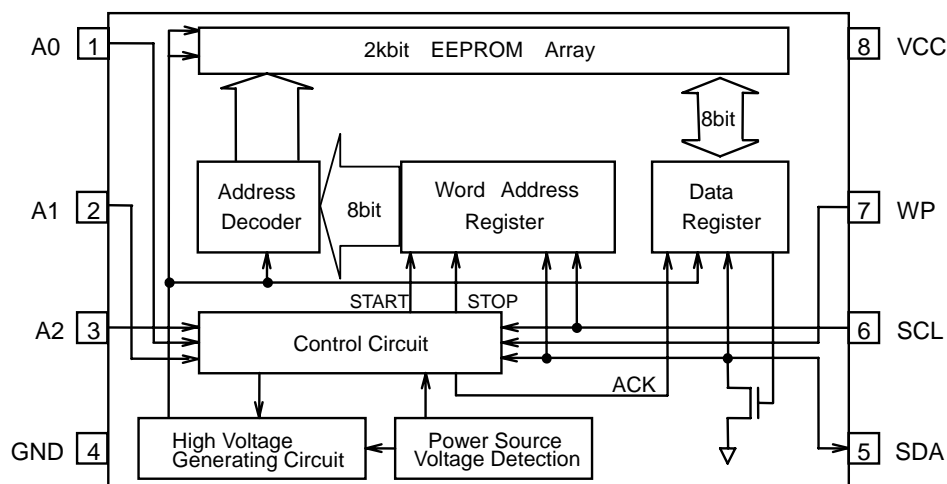 A0 1
2kbit EEPROM Array
8 VCC
8bit
A1 2
Address
Decoder
8bit
Word Address
Register
Data
Register
7 WP
START
STOP
A2 3
Control Circuit
6 SCL
ACK
GND 4
High Voltage
Generating Circuit
Power Source
Voltage Detection
5 SDA